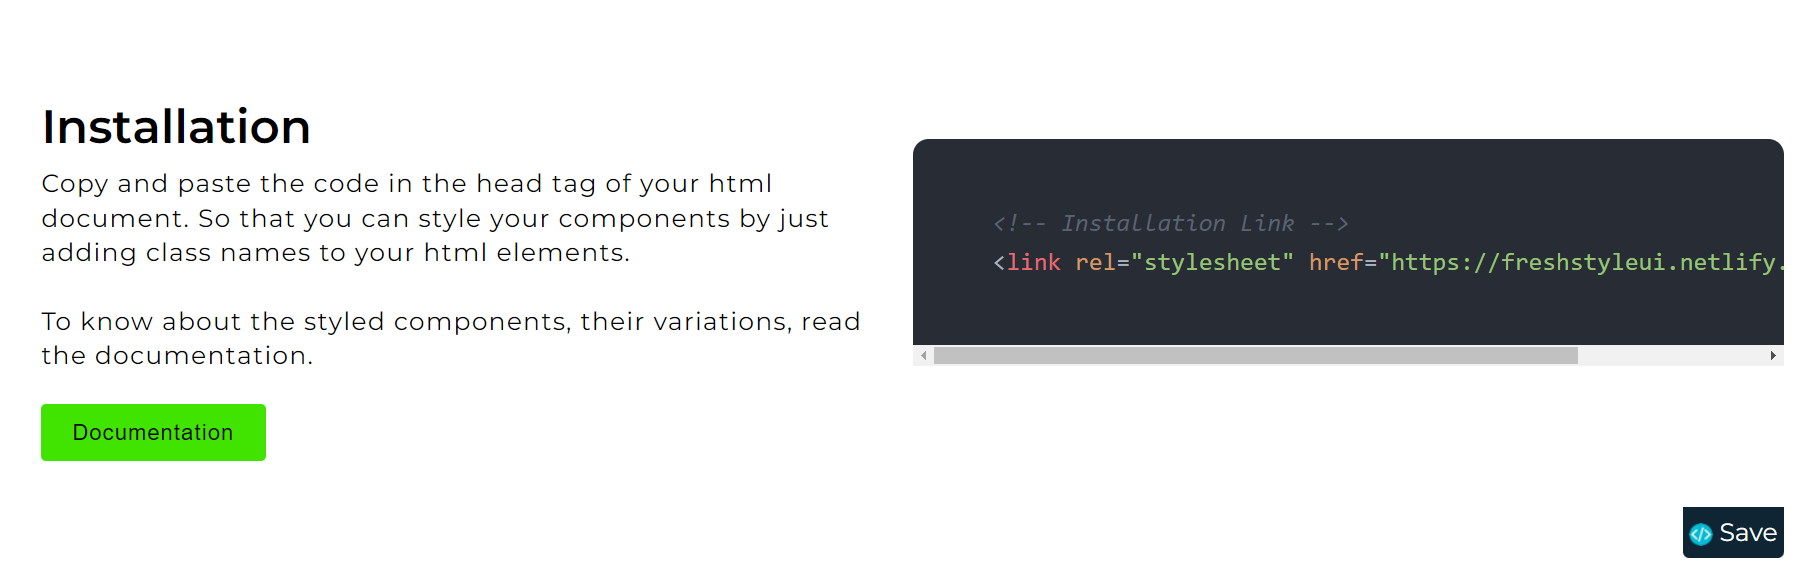 Installation
Copy and paste the code in the head tag of your html
document. So that you can style your components by just
adding class names to your html elements.
To know about the styled components, their variations, read
the documentation.
Documentation
<!-- Installation Link -->
<link rel="stylesheet" href="https://freshstyleui.netlify.
Save